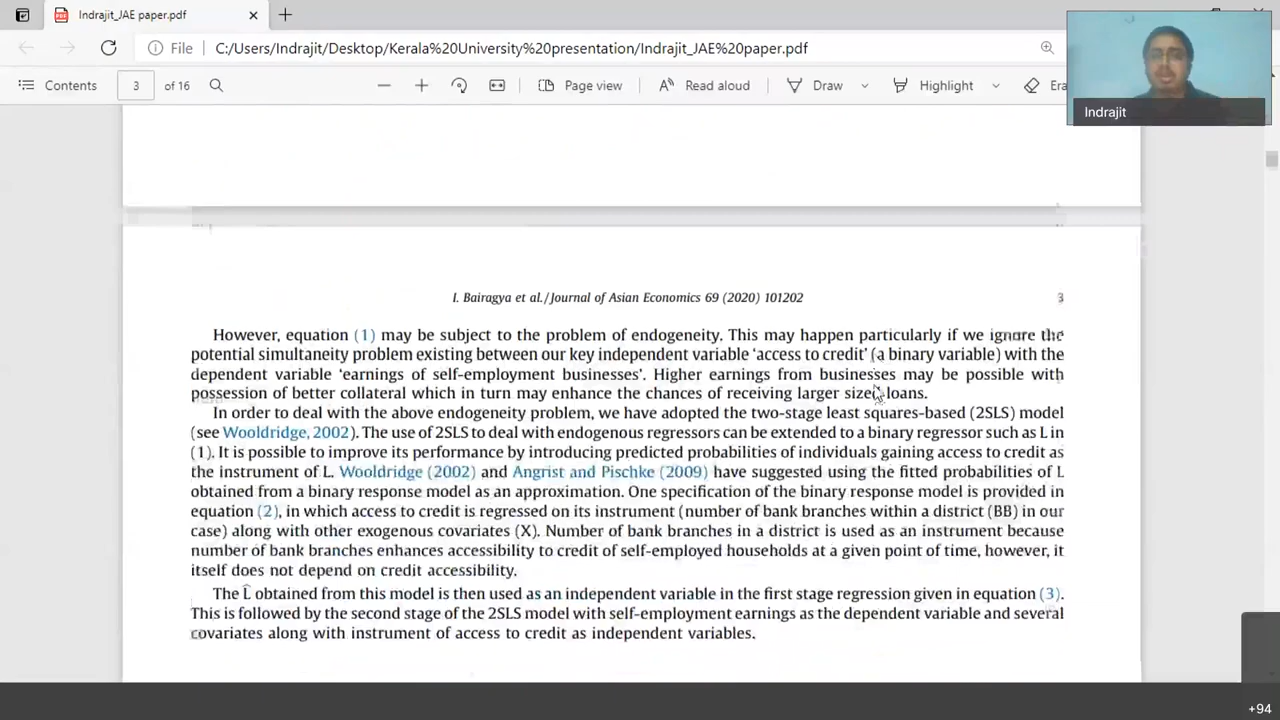 Indrajit_JAE paper.pdf
File C:/Users/Indrajit/Desktop/Kerala%20University%20presentation/Indrajit_JAE%20paper.pdf
Contents 3 of 16 Page view Read aloud Draw Highlight Era
Indrajit
I. Bairagya et al./Journal of Asian Economics 69 (2020) 101202 3
However, equation (1) may be subject to the problem of endogeneity. This may happen particularly if we ignore the
potential simultaneity problem existing between our key independent variable ‘access to credit’ (a binary variable) with the
dependent variable ‘earnings of self-employment businesses’. Higher earnings from businesses may be possible with
possession of better collateral which in turn may enhance the chances of receiving larger sized loans.
In order to deal with the above endogeneity problem, we have adopted the two-stage least squares-based (2SLS) model
(see Wooldridge, 2002). The use of 2SLS to deal with endogenous regressors can be extended to a binary regressor such as L in
(1). It is possible to improve its performance by introducing predicted probabilities of individuals gaining access to credit as
the instrument of L. Wooldridge (2002) and Angrist and Pischke (2009) have suggested using the fitted probabilities of L
obtained from a binary response model as an approximation. One specification of the binary response model is provided in
equation (2), in which access to credit is regressed on its instrument (number of bank branches within a district (BB) in our
case) along with other exogenous covariates (X). Number of bank branches in a district is used as an instrument because
number of bank branches enhances accessibility to credit of self-employed households at a given point of time, however, it
itself does not depend on credit accessibility.
The L̂ obtained from this model is then used as an independent variable in the first stage regression given in equation (3).
This is followed by the second stage of the 2SLS model with self-employment earnings as the dependent variable and several
covariates along with instrument of access to credit as independent variables.
+94